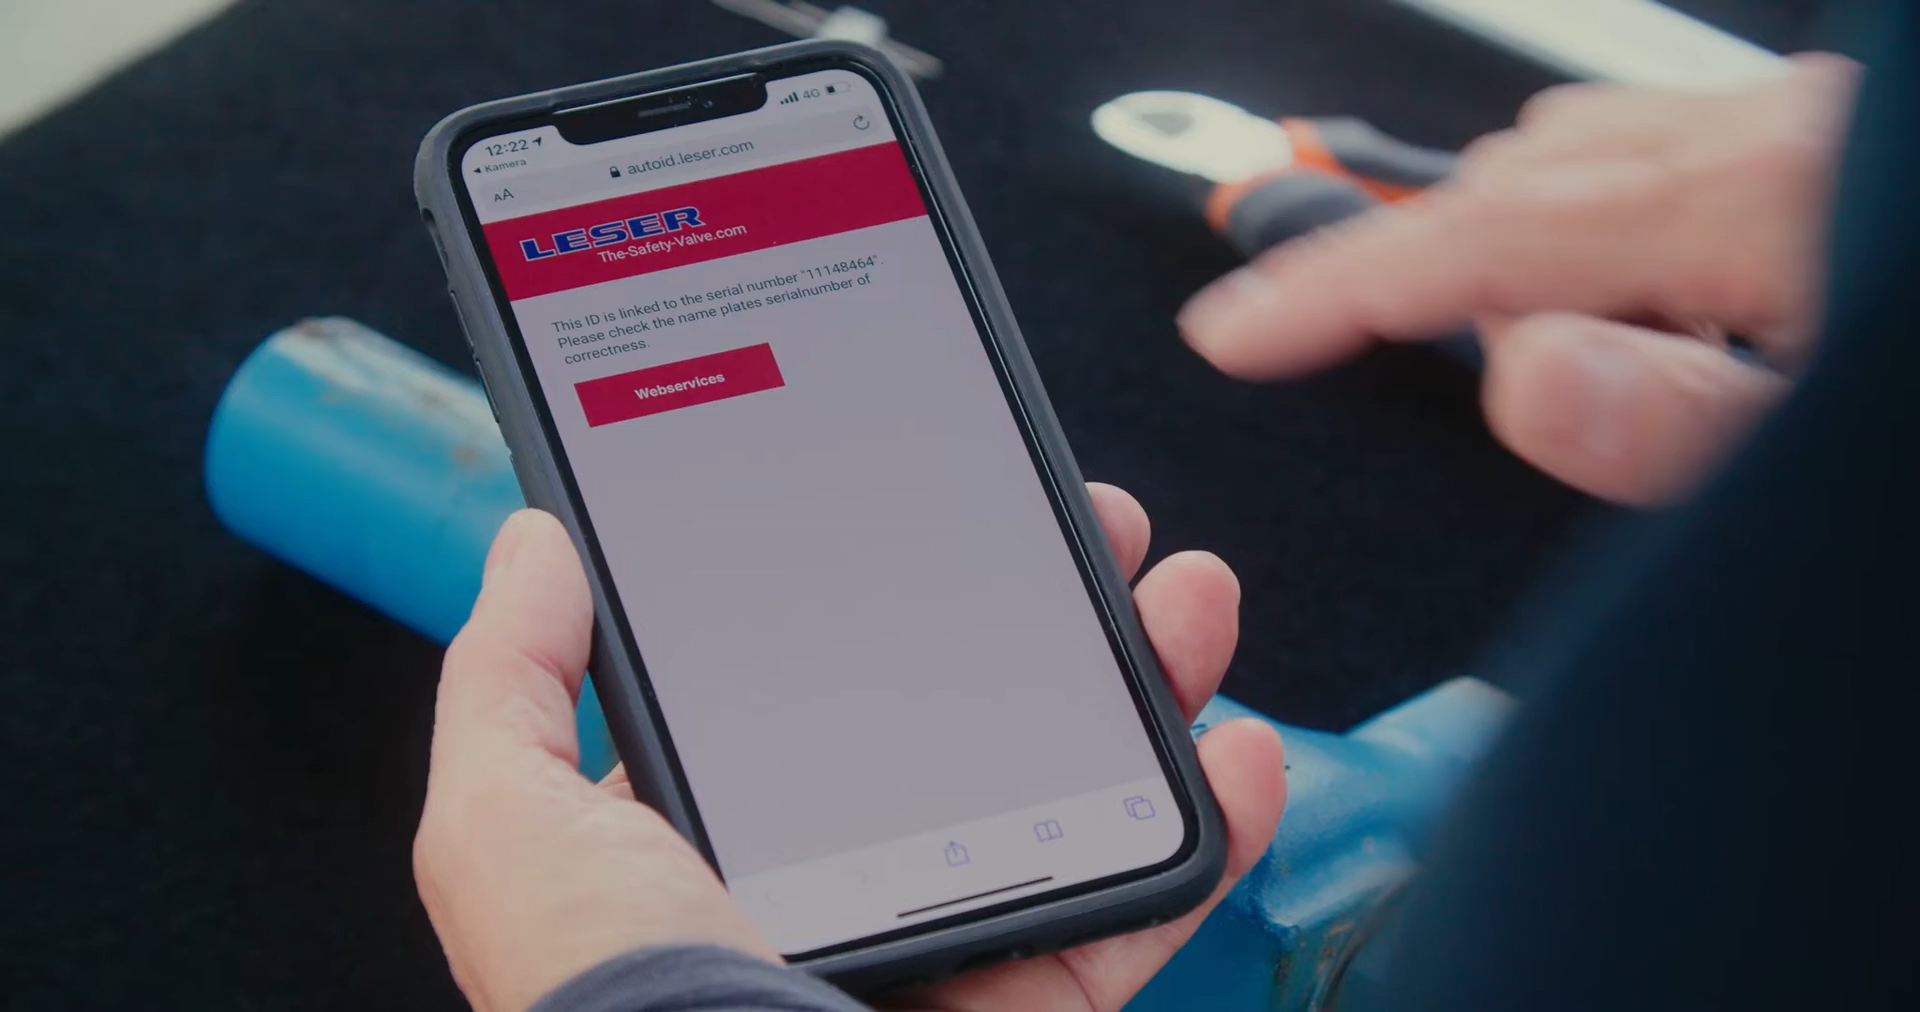 12:22
4G
◀ Kamera
autoid.leser.com
AA
LESER
The-Safety-Valve.com
This ID is linked to the serial number "11148464".
Please check the name plates serialnumber of
correctness.
Webservices